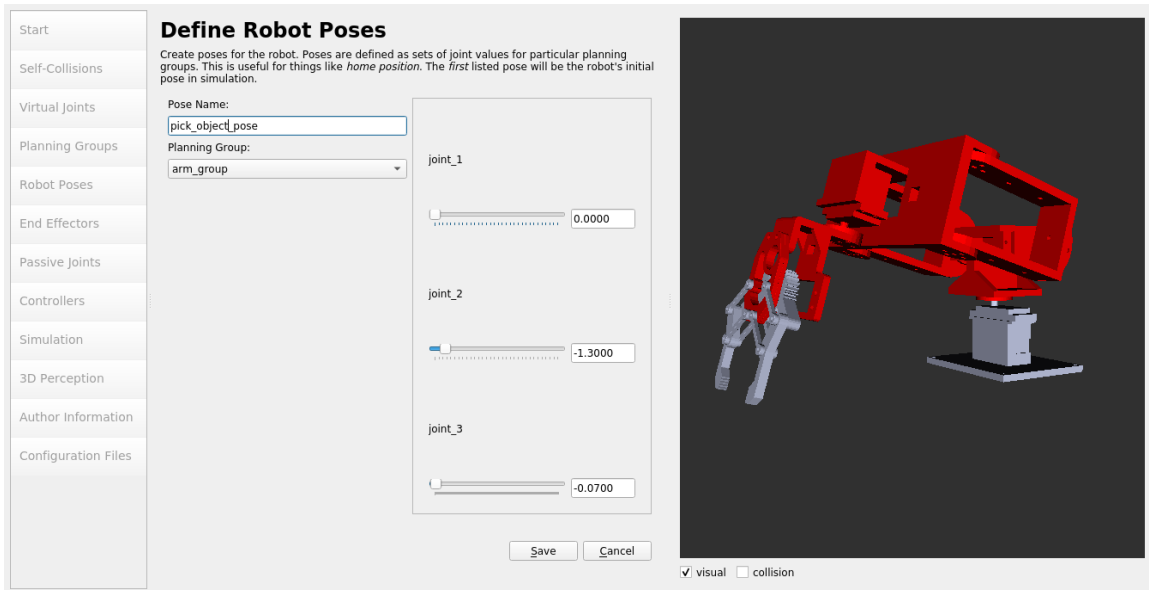 Start
Self-Collisions
Virtual Joints
Planning Groups
Robot Poses
End Effectors
Passive Joints
Controllers
Simulation
3D Perception
Author Information
Configuration Files
Define Robot Poses
Create poses for the robot. Poses are defined as sets of joint values for particular planning
groups. This is useful for things like home position. The first listed pose will be the robot's initial
pose in simulation.
Pose Name:
pick_object_pose
Planning Group:
arm_group
joint_1
0.0000
joint_2
-1.3000
joint_3
-0.0700
Save
Cancel
visual
collision